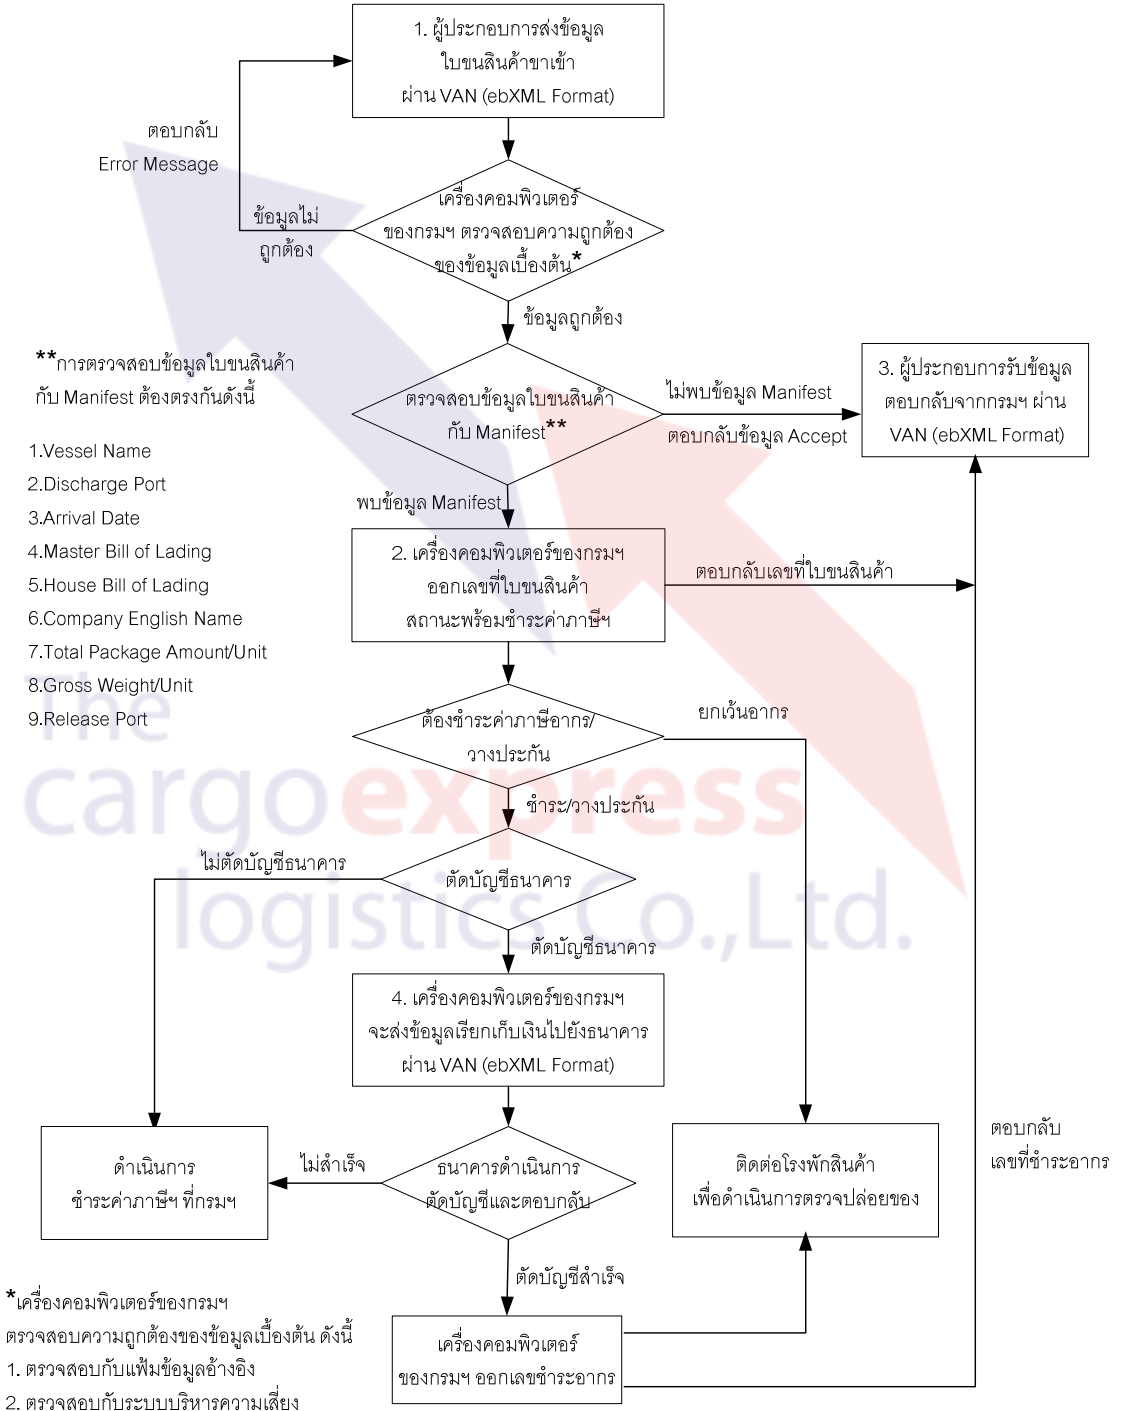 1. ผู้ประกอบการส่งข้อมูล
ใบขนสินค้าขาเข้า
ผ่าน VAN (ebXML Format)
ตอบกลับ
Error Message
เครื่องคอมพิวเตอร์
ของกรมฯ ตรวจสอบความถูกต้อง
ของข้อมูลเบื้องต้น*
ข้อมูลไม่
ถูกต้อง
ข้อมูลถูกต้อง
**การตรวจสอบข้อมูลใบขนสินค้า
กับ Manifest ต้องตรงกันดังนี้
1.Vessel Name
2.Discharge Port
3.Arrival Date
4.Master Bill of Lading
5.House Bill of Lading
6.Company English Name
7.Total Package Amount/Unit
8.Gross Weight/Unit
9.Release Port
ตรวจสอบข้อมูลใบขนสินค้า
กับ Manifest**
ไม่พบข้อมูล Manifest
ตอบกลับข้อมูล Accept
3. ผู้ประกอบการรับข้อมูล
ตอบกลับจากกรมฯ ผ่าน
VAN (ebXML Format)
พบข้อมูล Manifest
2. เครื่องคอมพิวเตอร์ของกรมฯ
ออกเลขที่ใบขนสินค้า
สถานะพร้อมชำระค่าภาษีฯ
ตอบกลับเลขที่ใบขนสินค้า
ต้องชำระค่าภาษีอากร/
วางประกัน
ยกเว้นอากร
ชำระ/วางประกัน
The
cargoexpress
logistics Co.,Ltd.
ไม่ตัดบัญชีธนาคาร
ตัดบัญชีธนาคาร
ตัดบัญชีธนาคาร
4. เครื่องคอมพิวเตอร์ของกรมฯ
จะส่งข้อมูลเรียกเก็บเงินไปยังธนาคาร
ผ่าน VAN (ebXML Format)
ดำเนินการ
ชำระค่าภาษีฯ ที่กรมฯ
ไม่สำเร็จ
ธนาคารดำเนินการ
ตัดบัญชีและตอบกลับ
ติดต่อโรงพักสินค้า
เพื่อดำเนินการตรวจปล่อยของ
ตอบกลับ
เลขที่ชำระอากร
ตัดบัญชีสำเร็จ
เครื่องคอมพิวเตอร์
ของกรมฯ ออกเลขชำระอากร
*เครื่องคอมพิวเตอร์ของกรมฯ
ตรวจสอบความถูกต้องของข้อมูลเบื้องต้น ดังนี้
1. ตรวจสอบกับแฟ้มข้อมูลอ้างอิง
2. ตรวจสอบกับระบบบริหารความเสี่ยง